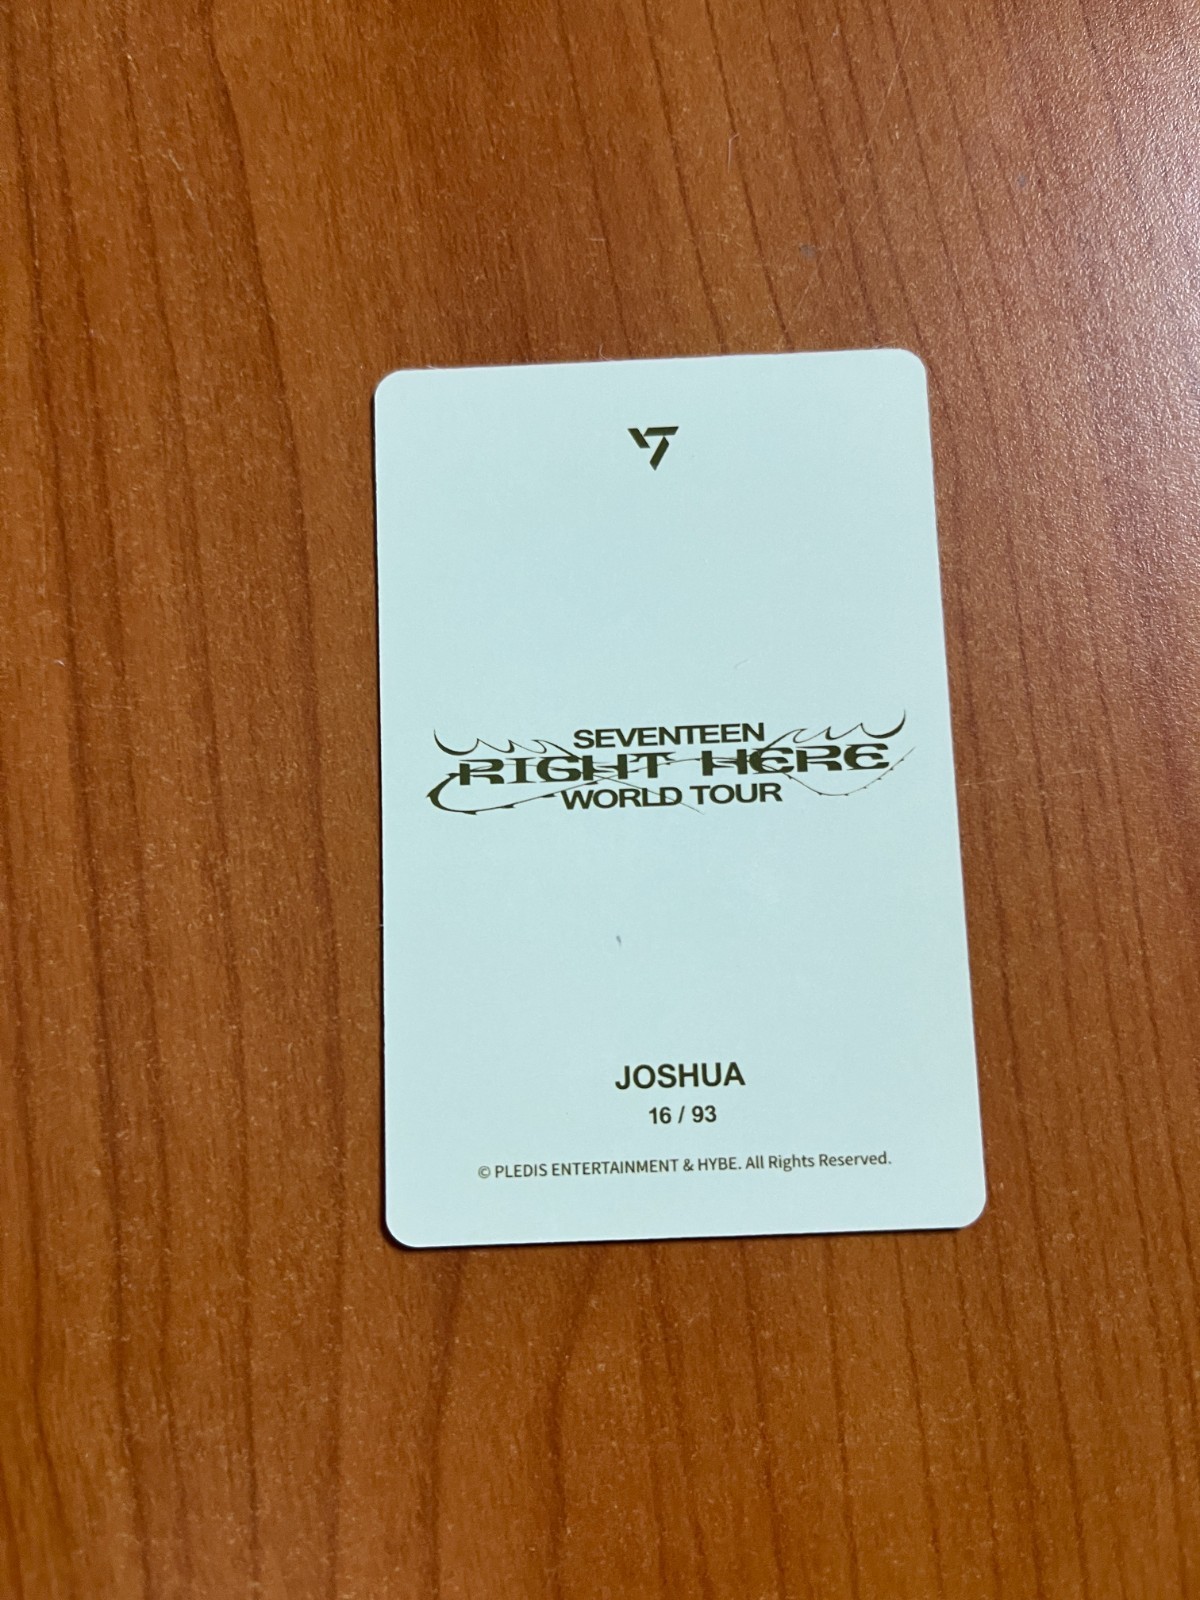 SEVENTEEN
RIGHT HERE
WORLD TOUR
JOSHUA
16 / 93
© PLEDIS ENTERTAINMENT & HYBE. All Rights Reserved.